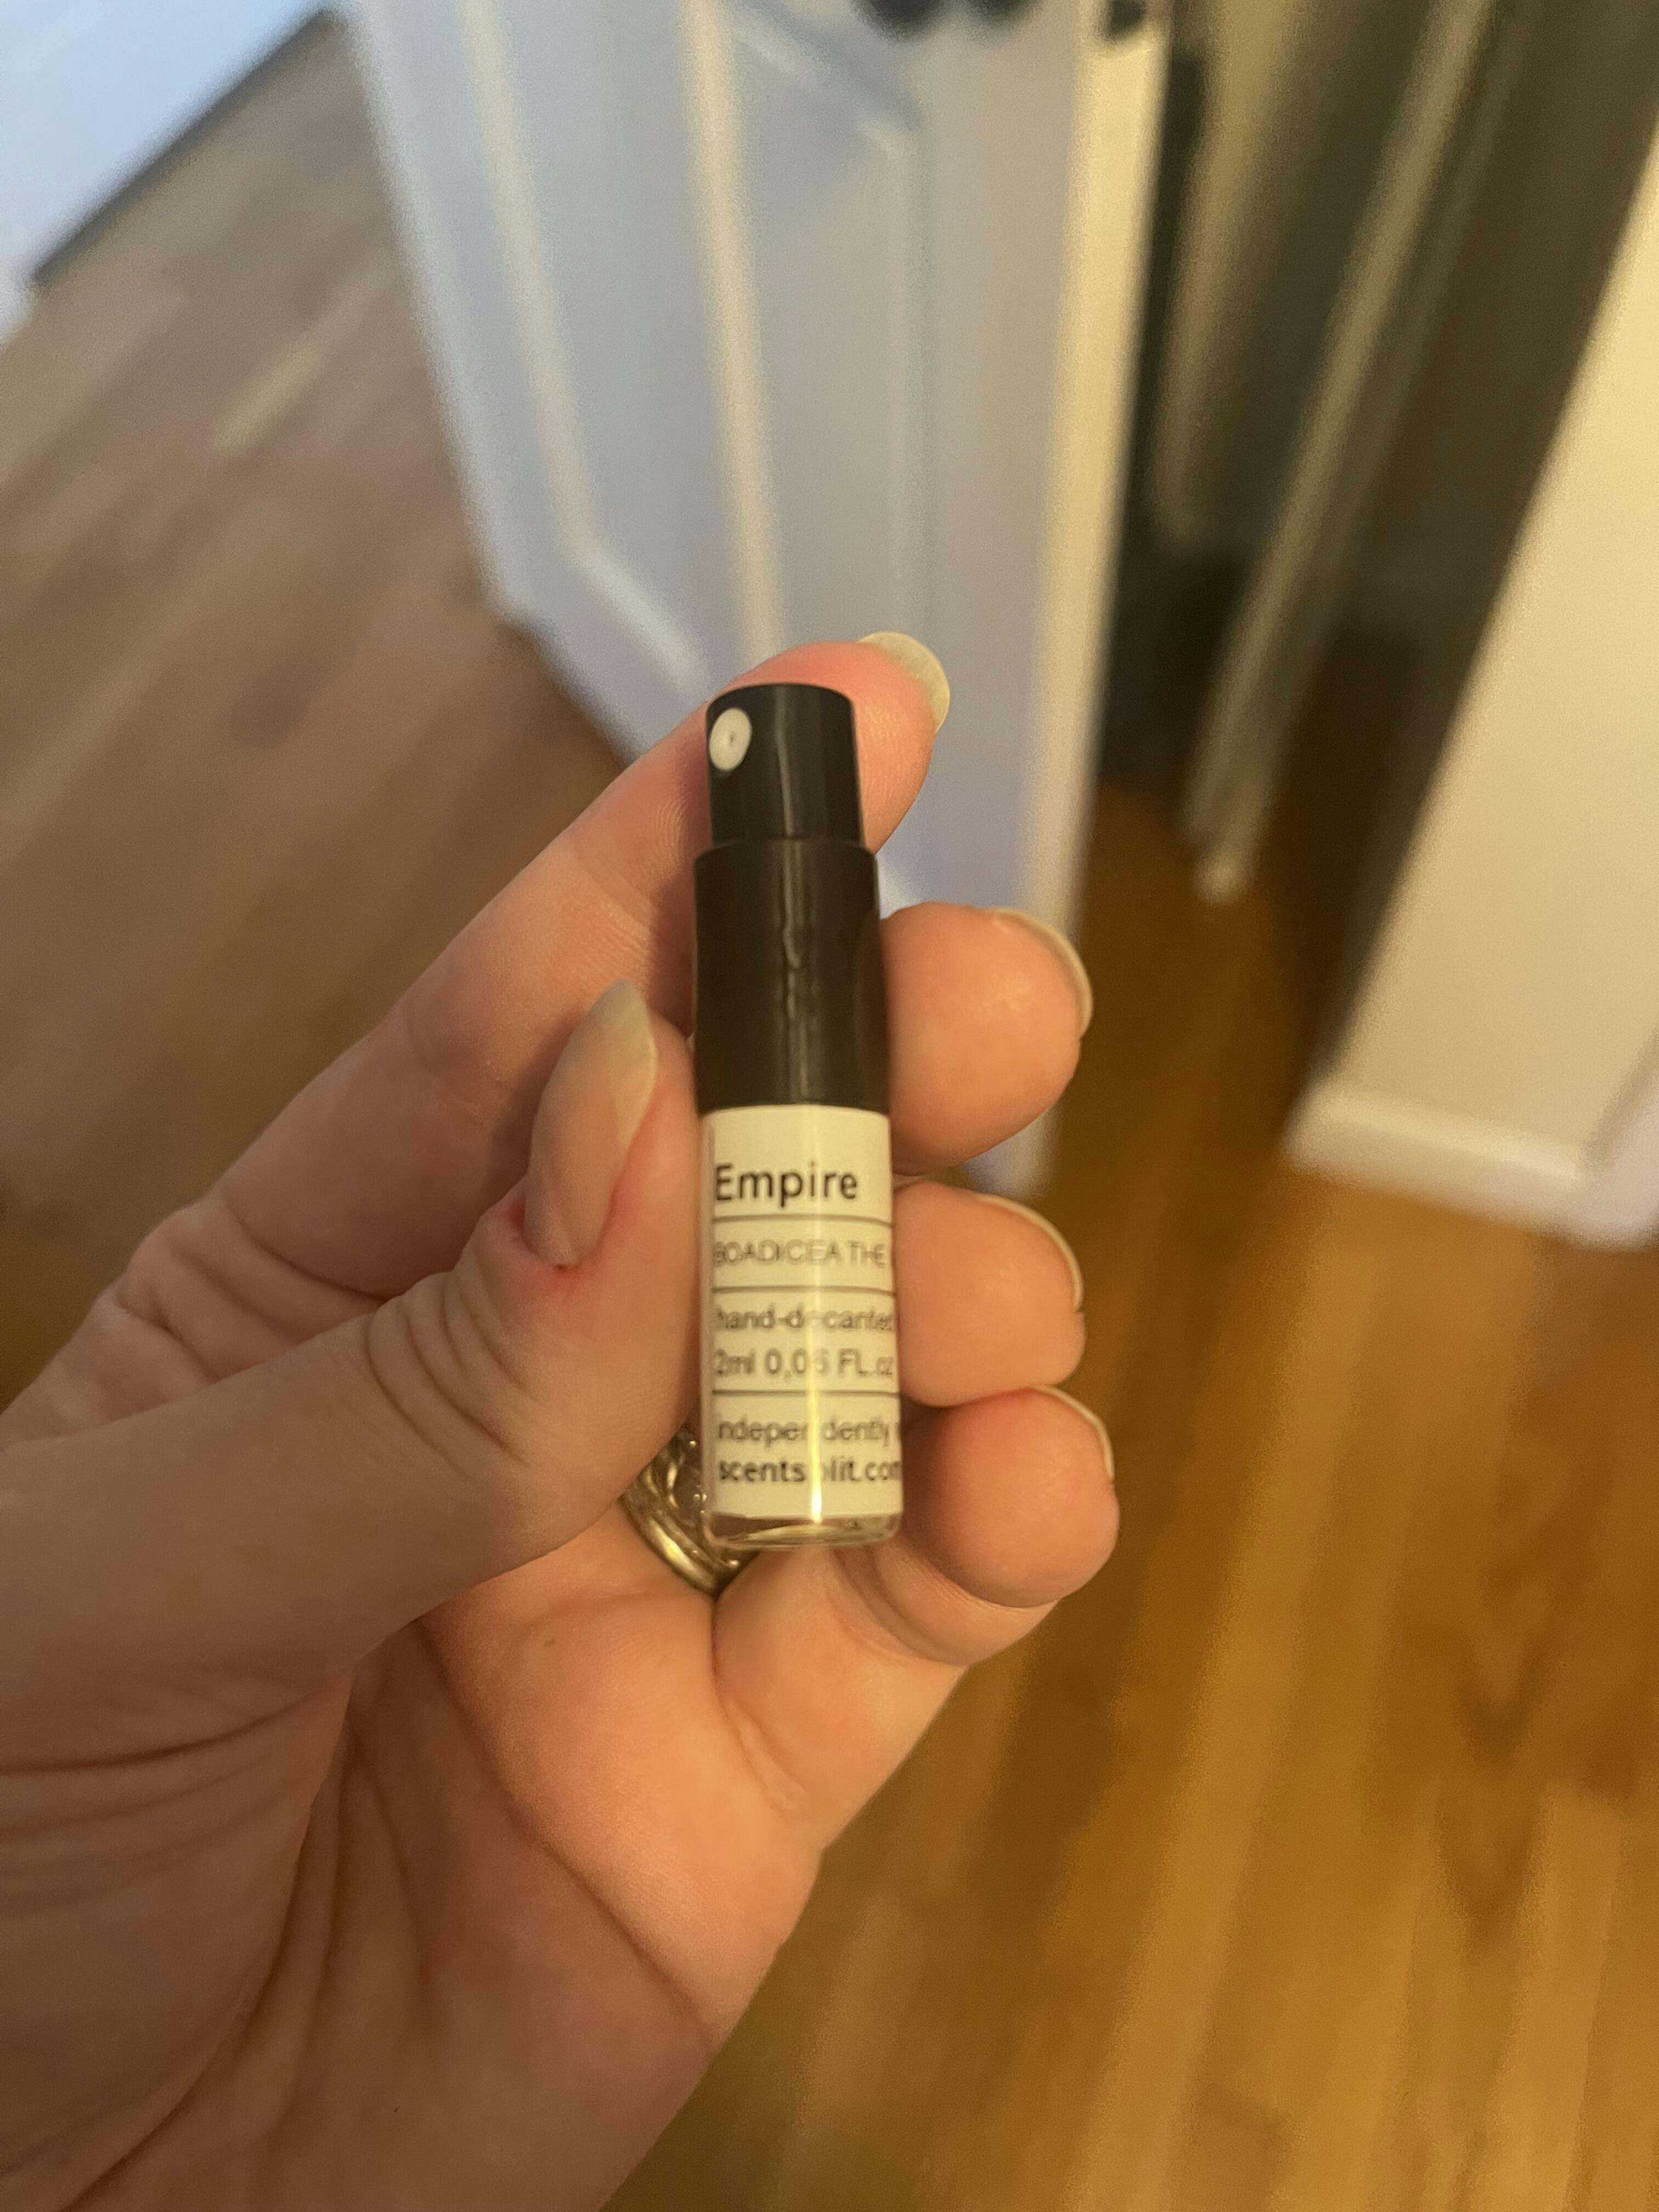 Empire
BOADICEA THE
hand-decanted
2ml 0,06 FL.oz
independently
scentsplit.com